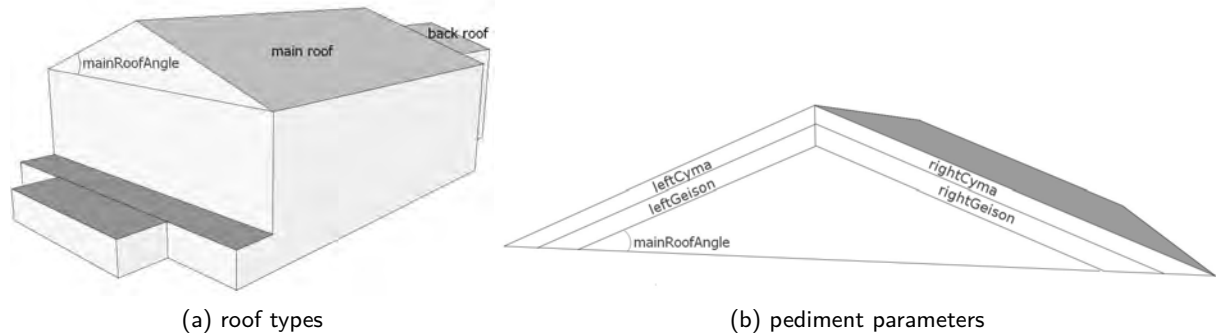 back roof
main roof
mainRoofAngle
(a) roof types
leftCyma
leftGeison
rightCyma
rightGeison
mainRoofAngle
(b) pediment parameters